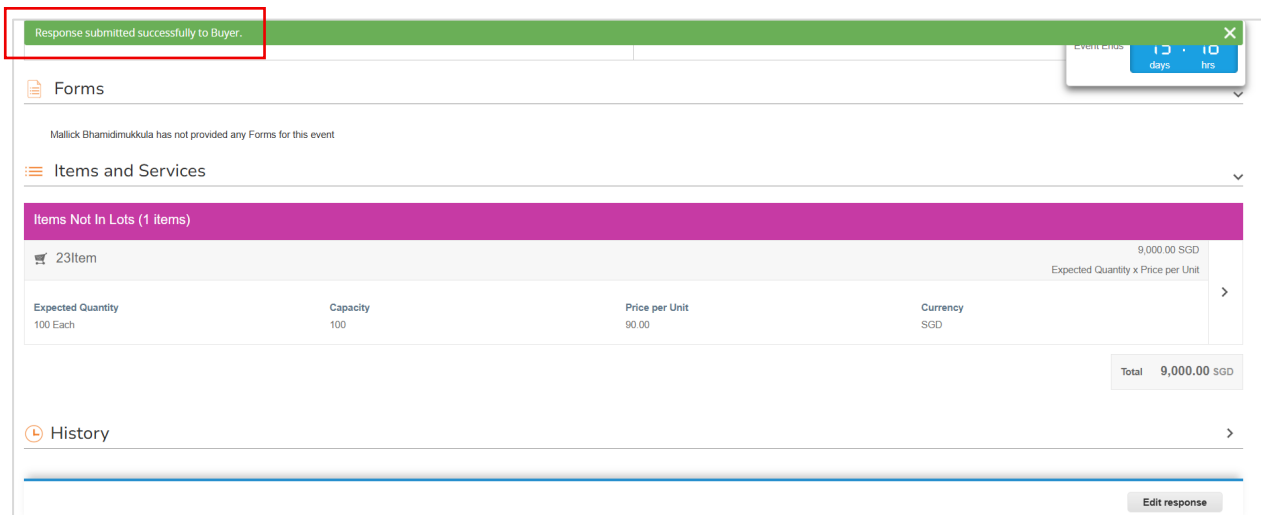 Response submitted successfully to Buyer.
Event Ends
days hrs
Forms
Mallick Bhamidimukkula has not provided any Forms for this event
Items and Services
Items Not In Lots (1 items)
23Item
9,000.00 SGD
Expected Quantity x Price per Unit
Expected Quantity Capacity Price per Unit Currency
100 Each 100 90.00 SGD
Total 9,000.00 SGD
History
Edit response